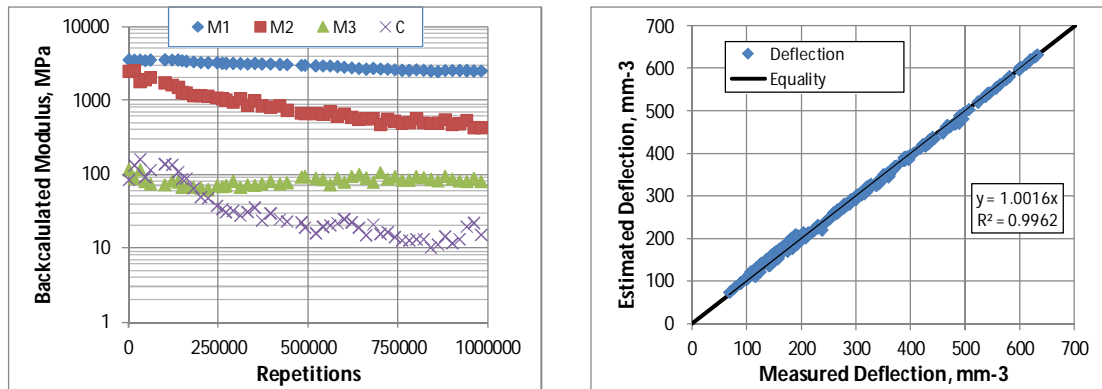 M1 M2 M3 C
Backcalculated Modulus, MPa
10000
1000
100
10
1
0 250000 500000 750000 1000000
Repetitions
Deflection
Equality
Estimated Deflection, mm-3
700
600
500
400
300
200
100
0
y = 1.0016x
R² = 0.9962
0 100 200 300 400 500 600 700
Measured Deflection, mm-3